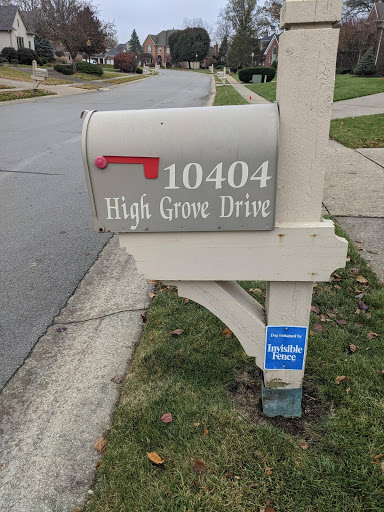 10404
High Grove Drive
Dog contained by
Invisible
Fence